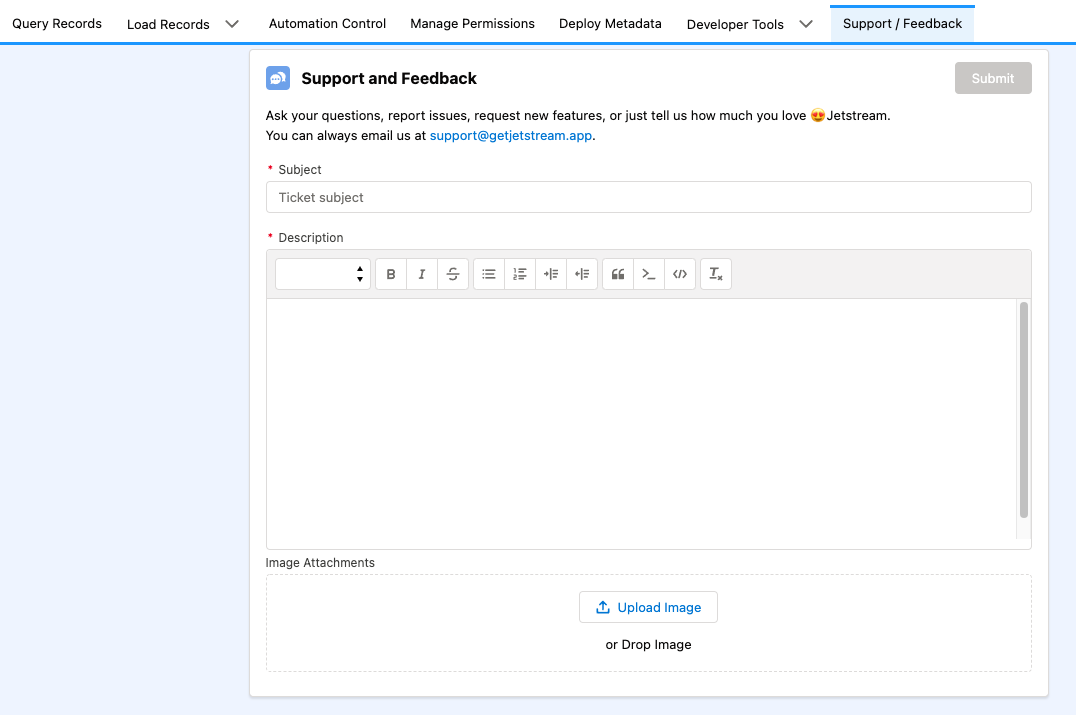 Query Records Load Records Automation Control Manage Permissions Deploy Metadata Developer Tools Support / Feedback
Support and Feedback
Submit
Ask your questions, report issues, request new features, or just tell us how much you love 😍Jetstream.
You can always email us at support@getjetstream.app.
* Subject
Ticket subject
* Description
Image Attachments
Upload Image
or Drop Image